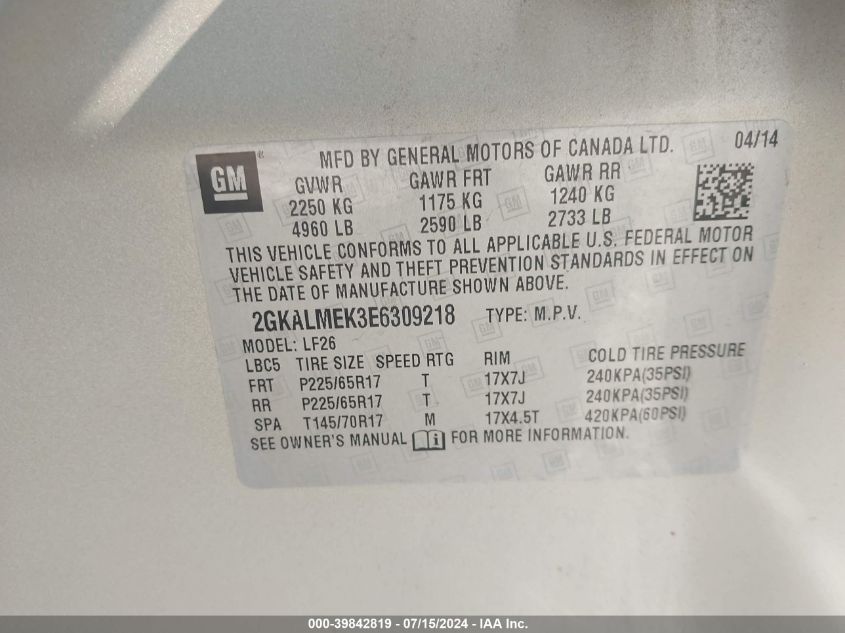 GM ®
MFD BY GENERAL MOTORS OF CANADA LTD. 04/14
GVWR GAWR FRT GAWR RR
2250 KG 1175 KG 1240 KG
4960 LB 2590 LB 2733 LB
THIS VEHICLE CONFORMS TO ALL APPLICABLE U.S. FEDERAL MOTOR
VEHICLE SAFETY AND THEFT PREVENTION STANDARDS IN EFFECT ON
THE DATE OF MANUFACTURE SHOWN ABOVE.
2GKALMEK3E6309218 TYPE: M.P.V.
MODEL: LF26
LBC5 TIRE SIZE SPEED RTG RIM COLD TIRE PRESSURE
FRT P225/65R17 T 17X7J 240KPA(35PSI)
RR P225/65R17 T 17X7J 240KPA(35PSI)
SPA T145/70R17 M 17X4.5T 420KPA(60PSI)
SEE OWNER'S MANUAL FOR MORE INFORMATION.
000-39842819 - 07/15/2024 - IAAI Inc.